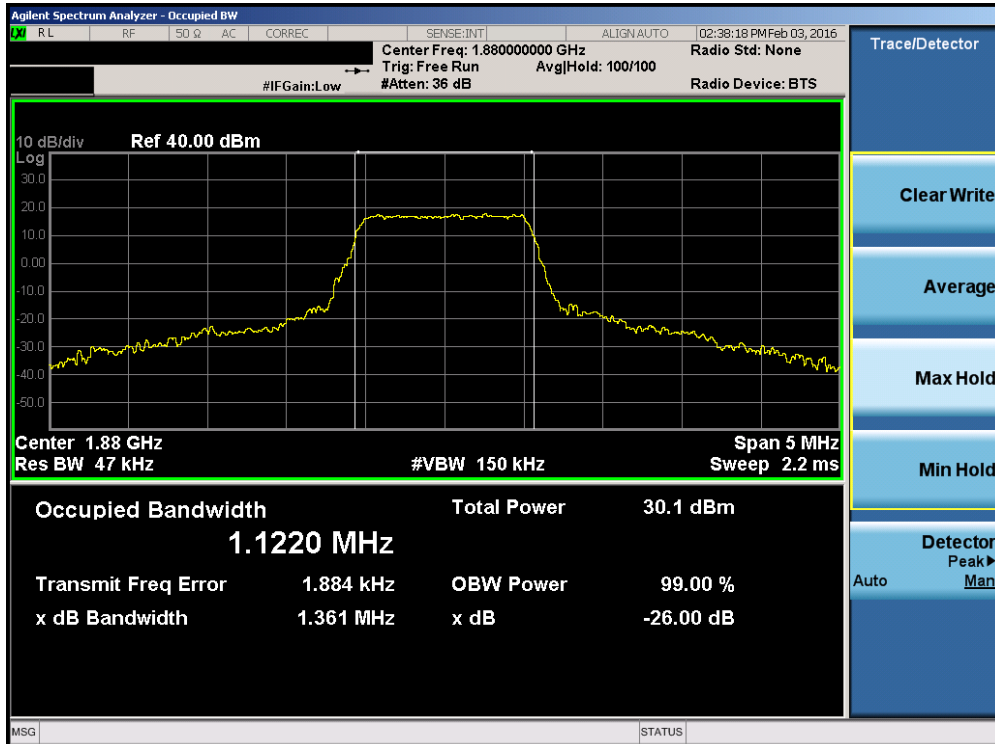 Agilent Spectrum Analyzer - Occupied BW
LXI RL RF 50 Ω AC CORREC SENSE:INT ALIGN AUTO 02:38:18 PM Feb 03, 2016
Center Freq: 1.880000000 GHz Radio Std: None
Trig: Free Run Avg|Hold: 100/100
#IFGain:Low #Atten: 36 dB Radio Device: BTS
10 dB/div Ref 40.00 dBm
Log
30.0
20.0
10.0
0.00
-10.0
-20.0
-30.0
-40.0
-50.0
Center 1.88 GHz Span 5 MHz
Res BW 47 kHz #VBW 150 kHz Sweep 2.2 ms
Occupied Bandwidth Total Power 30.1 dBm
1.1220 MHz
Transmit Freq Error 1.884 kHz OBW Power 99.00 %
x dB Bandwidth 1.361 MHz x dB -26.00 dB
MSG STATUS
Trace/Detector
Clear Write
Average
Max Hold
Min Hold
Detector
Peak▶
Auto Man